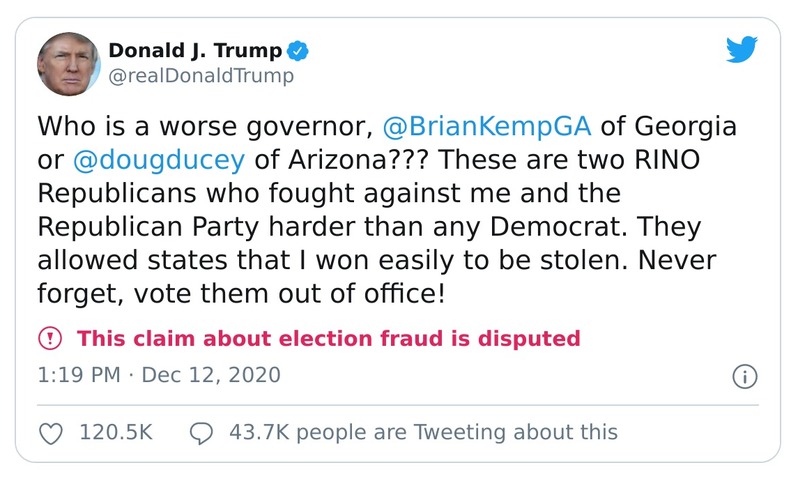 Donald J. Trump
@realDonaldTrump
Who is a worse governor, @BrianKempGA of Georgia
or @dougducey of Arizona??? These are two RINO
Republicans who fought against me and the
Republican Party harder than any Democrat. They
allowed states that I won easily to be stolen. Never
forget, vote them out of office!
This claim about election fraud is disputed
1:19 PM · Dec 12, 2020
120.5K 43.7K people are Tweeting about this